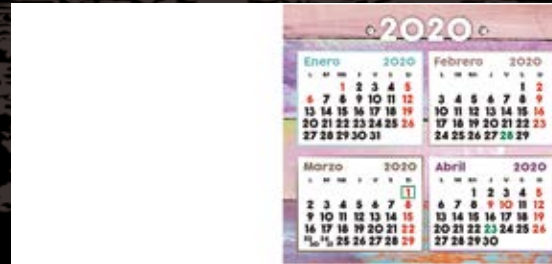 2020
Enero 2020
L M MI J V S D
1 2 3 4 5
6 7 8 9 10 11 12
13 14 15 16 17 18 19
20 21 22 23 24 25 26
27 28 29 30 31
Febrero 2020
L M MI J V S D
1 2
3 4 5 6 7 8 9
10 11 12 13 14 15 16
17 18 19 20 21 22 23
24 25 26 27 28 29
Marzo 2020
1
2 3 4 5 6 7 8
9 10 11 12 13 14 15
16 17 18 19 20 21 22
23/30 24/31 25 26 27 28 29
Abril 2020
L M MI J V S D
1 2 3 4 5
6 7 8 9 10 11 12
13 14 15 16 17 18 19
20 21 22 23 24 25 26
27 28 29 30